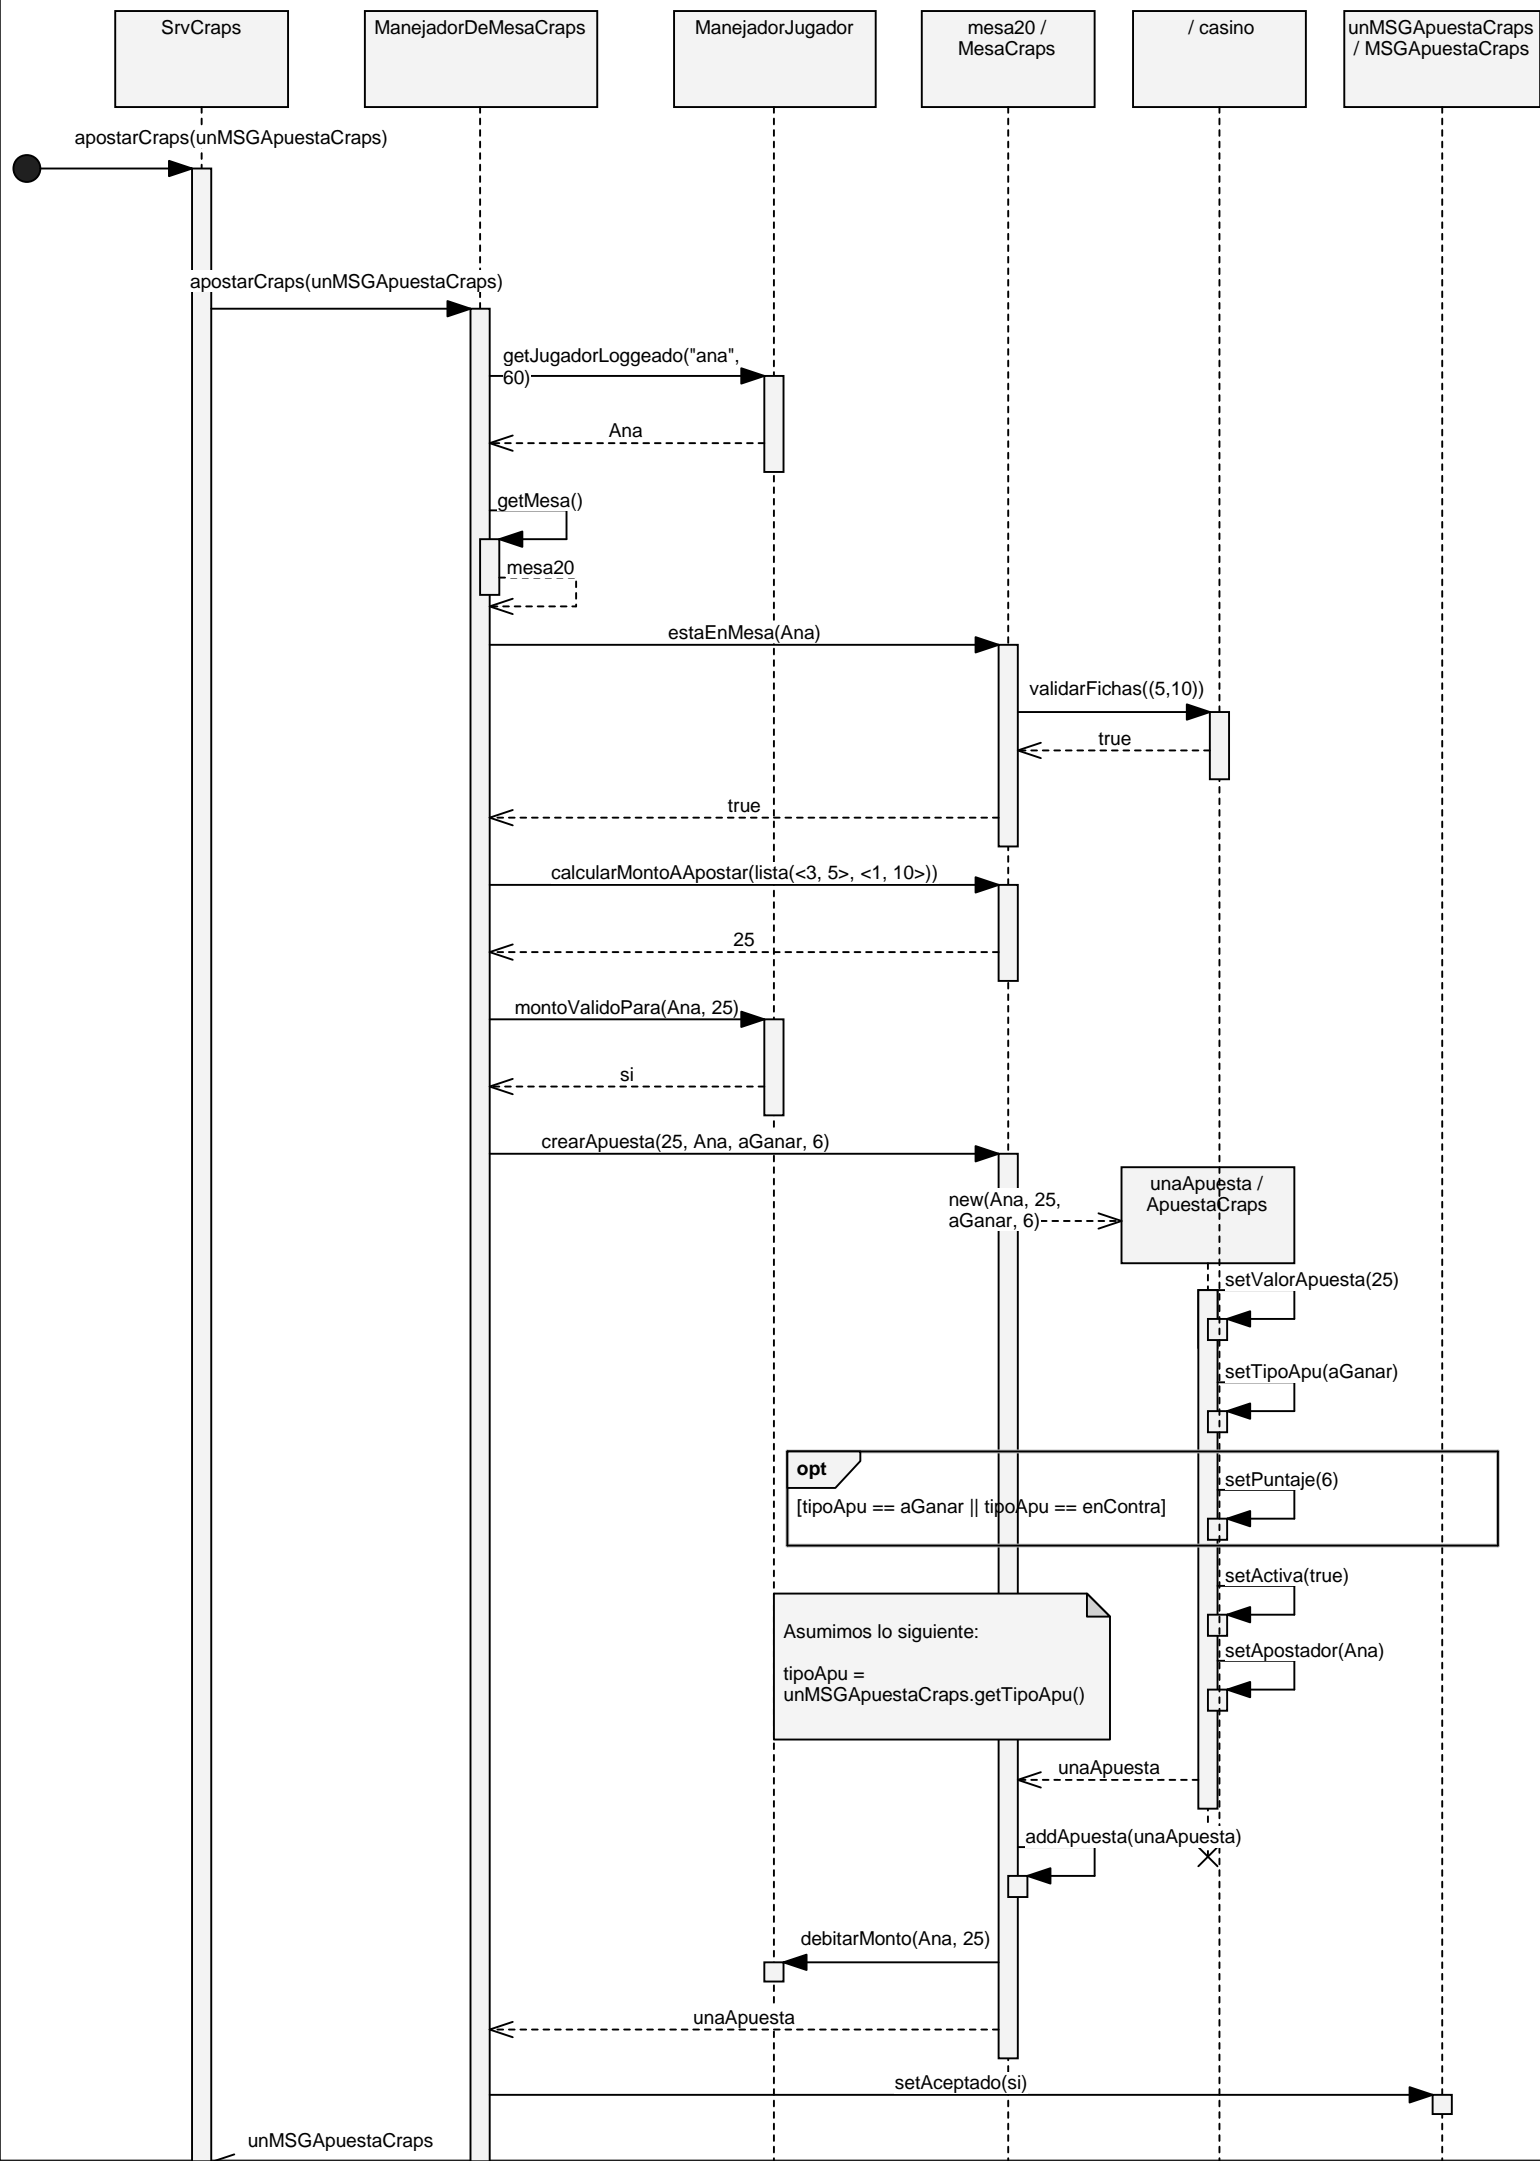 SrvCraps
ManejadorDeMesaCraps
ManejadorJugador
mesa20 /
MesaCraps
/ casino
unMSGApuestaCraps
/ MSGApuestaCraps
apostarCraps(unMSGApuestaCraps)
apostarCraps(unMSGApuestaCraps)
getJugadorLoggeado("ana",
60)
Ana
getMesa()
mesa20
estaEnMesa(Ana)
validarFichas((5,10))
true
true
calcularMontoAApostar(lista(<3, 5>, <1, 10>))
25
montoValidoPara(Ana, 25)
si
crearApuesta(25, Ana, aGanar, 6)
new(Ana, 25,
aGanar, 6)
unaApuesta /
ApuestaCraps
setValorApuesta(25)
setTipoApu(aGanar)
opt
[tipoApu == aGanar || tipoApu == enContra]
setPuntaje(6)
setActiva(true)
Asumimos lo siguiente:
tipoApu =
unMSGApuestaCraps.getTipoApu()
setApostador(Ana)
unaApuesta
addApuesta(unaApuesta)
debitarMonto(Ana, 25)
unaApuesta
setAceptado(si)
unMSGApuestaCraps